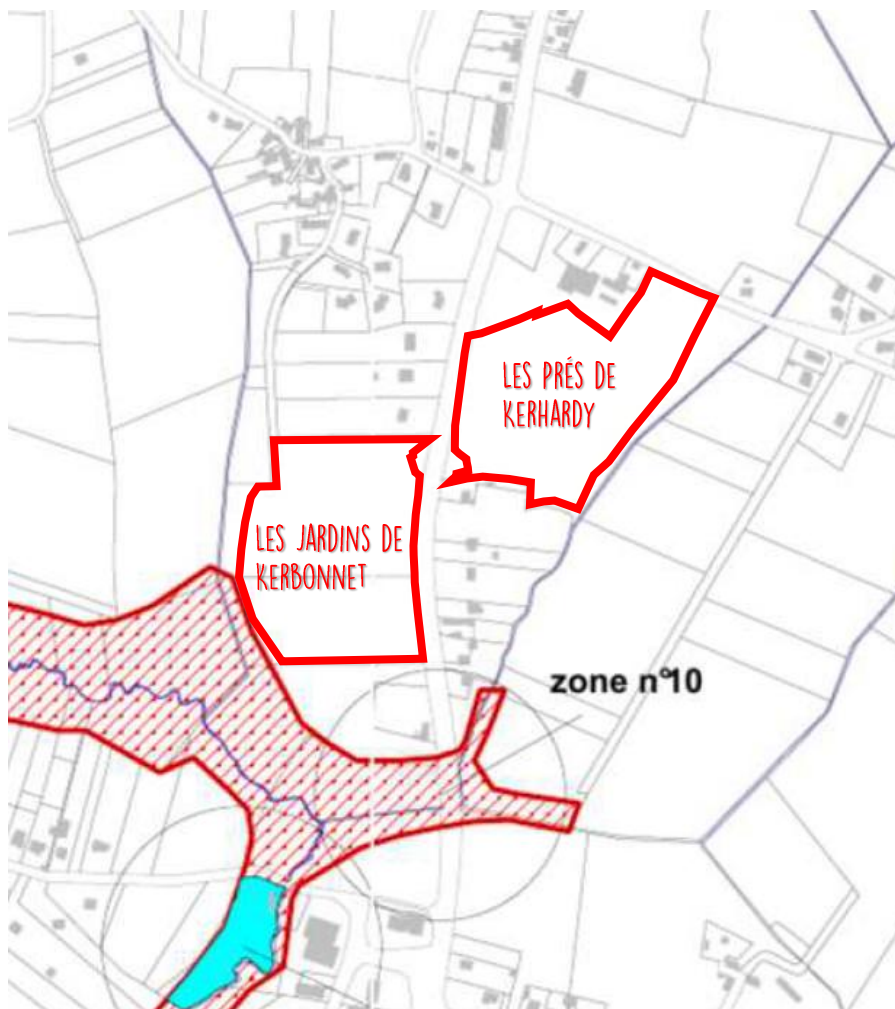 LES PRÉS DE
KERHARDY
LES JARDINS DE
KERBONNET
zone n°10